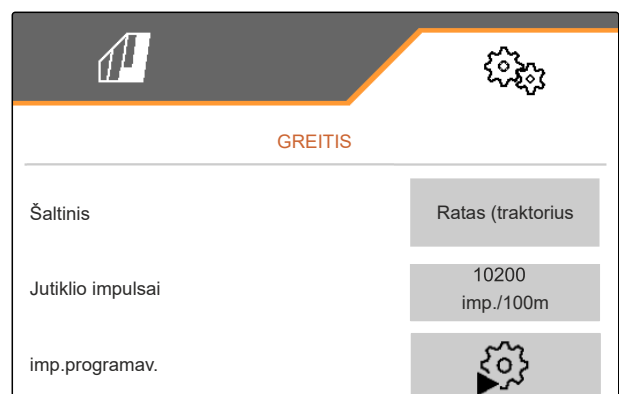 GREITIS
Šaltinis
Ratas (traktorius
Jutiklio impulsai
10200
imp./100m
imp.programav.